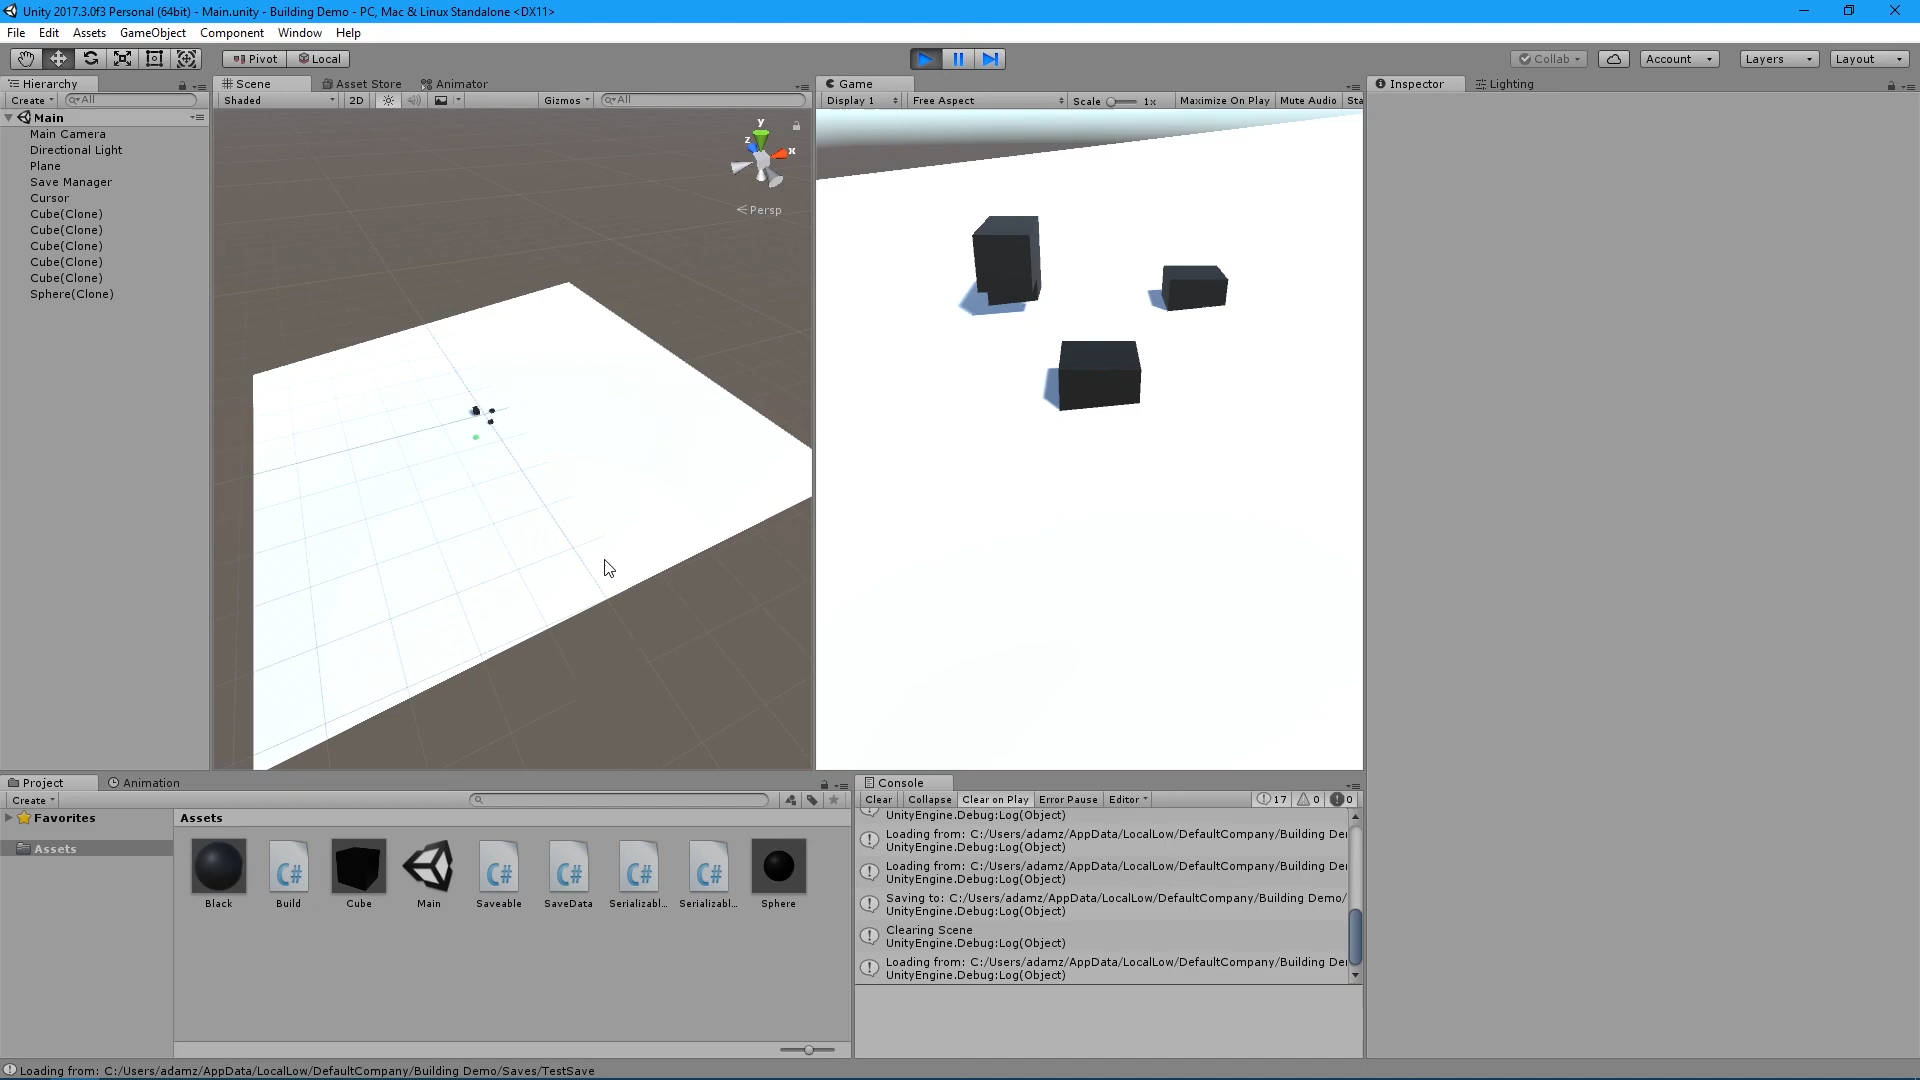 Unity 2017.3.0f3 Personal (64bit) - Main.unity - Building Demo - PC, Mac & Linux Standalone <DX11>
File Edit Assets GameObject Component Window Help
Pivot Local Collab Account Layers Layout
Hierarchy
Create All
Main
Main Camera
Directional Light
Plane
Save Manager
Cursor
Cube(Clone)
Cube(Clone)
Cube(Clone)
Cube(Clone)
Cube(Clone)
Sphere(Clone)
Scene Asset Store Animator
Shaded 2D Gizmos All
y
z
x
Persp
Game
Display 1 Free Aspect Scale 1x Maximize On Play Mute Audio Sta
Inspector Lighting
Project Animation
Create
Favorites
Assets
Assets
Black Build Cube Main Saveable SaveData Serializabl... Serializabl... Sphere
Console
Clear Collapse Clear on Play Error Pause Editor 17 0 0
UnityEngine.Debug:Log(Object)
Loading from: C:/Users/adamz/AppData/LocalLow/DefaultCompany/Building De
UnityEngine.Debug:Log(Object)
Loading from: C:/Users/adamz/AppData/LocalLow/DefaultCompany/Building De
UnityEngine.Debug:Log(Object)
Saving to: C:/Users/adamz/AppData/LocalLow/DefaultCompany/Building Demo/
UnityEngine.Debug:Log(Object)
Clearing Scene
UnityEngine.Debug:Log(Object)
Loading from: C:/Users/adamz/AppData/LocalLow/DefaultCompany/Building De
UnityEngine.Debug:Log(Object)
Loading from: C:/Users/adamz/AppData/LocalLow/DefaultCompany/Building Demo/Saves/TestSave